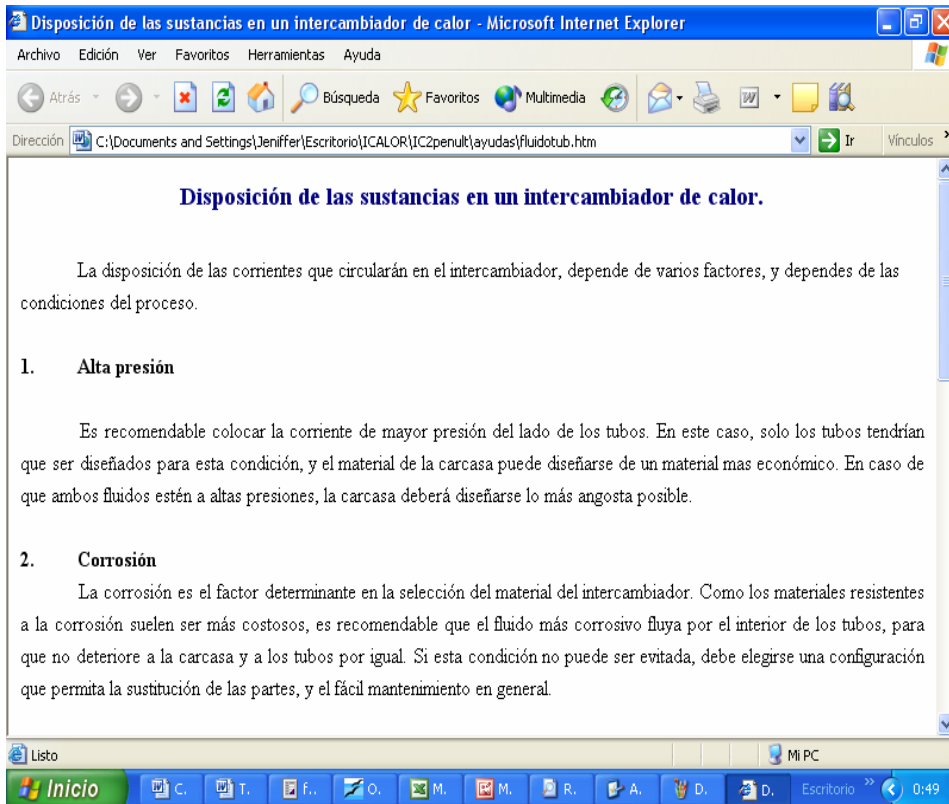 Disposición de las sustancias en un intercambiador de calor - Microsoft Internet Explorer
Archivo Edición Ver Favoritos Herramientas Ayuda
Atrás Búsqueda Favoritos Multimedia
Dirección C:\Documents and Settings\Jeniffer\Escritorio\ICALOR\IC2penult\ayudas\fluidotub.htm Ir Vínculos
Disposición de las sustancias en un intercambiador de calor.
La disposición de las corrientes que circularán en el intercambiador, depende de varios factores, y dependes de las
condiciones del proceso.
1. Alta presión
Es recomendable colocar la corriente de mayor presión del lado de los tubos. En este caso, solo los tubos tendrían
que ser diseñados para esta condición, y el material de la carcasa puede diseñarse de un material mas económico. En caso de
que ambos fluidos estén a altas presiones, la carcasa deberá diseñarse lo más angosta posible.
2. Corrosión
La corrosión es el factor determinante en la selección del material del intercambiador. Como los materiales resistentes
a la corrosión suelen ser más costosos, es recomendable que el fluido más corrosivo fluya por el interior de los tubos, para
que no deteriore a la carcasa y a los tubos por igual. Si esta condición no puede ser evitada, debe elegirse una configuración
que permita la sustitución de las partes, y el fácil mantenimiento en general.
Listo Mi PC
Inicio C. T. f.. O. M. M. R. A. D. D. Escritorio » 0:49